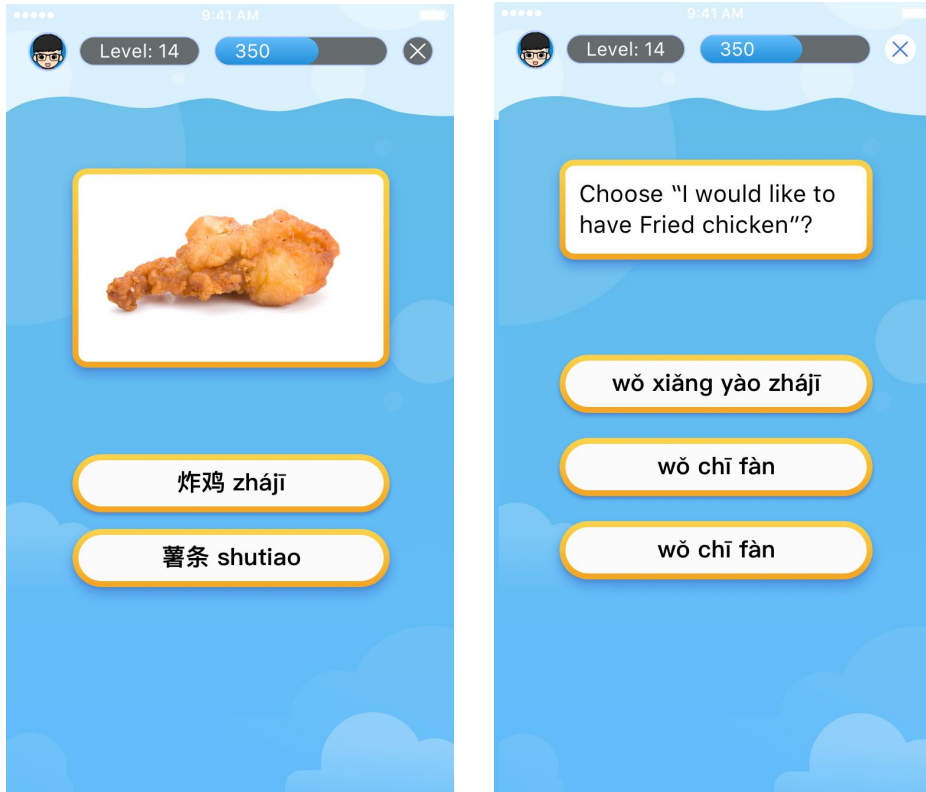 9:41 AM
Level: 14
350
炸鸡 zhájī
薯条 shutiao
9:41 AM
Level: 14
350
Choose “I would like to
have Fried chicken”?
wǒ xiǎng yào zhájī
wǒ chī fàn
wǒ chī fàn